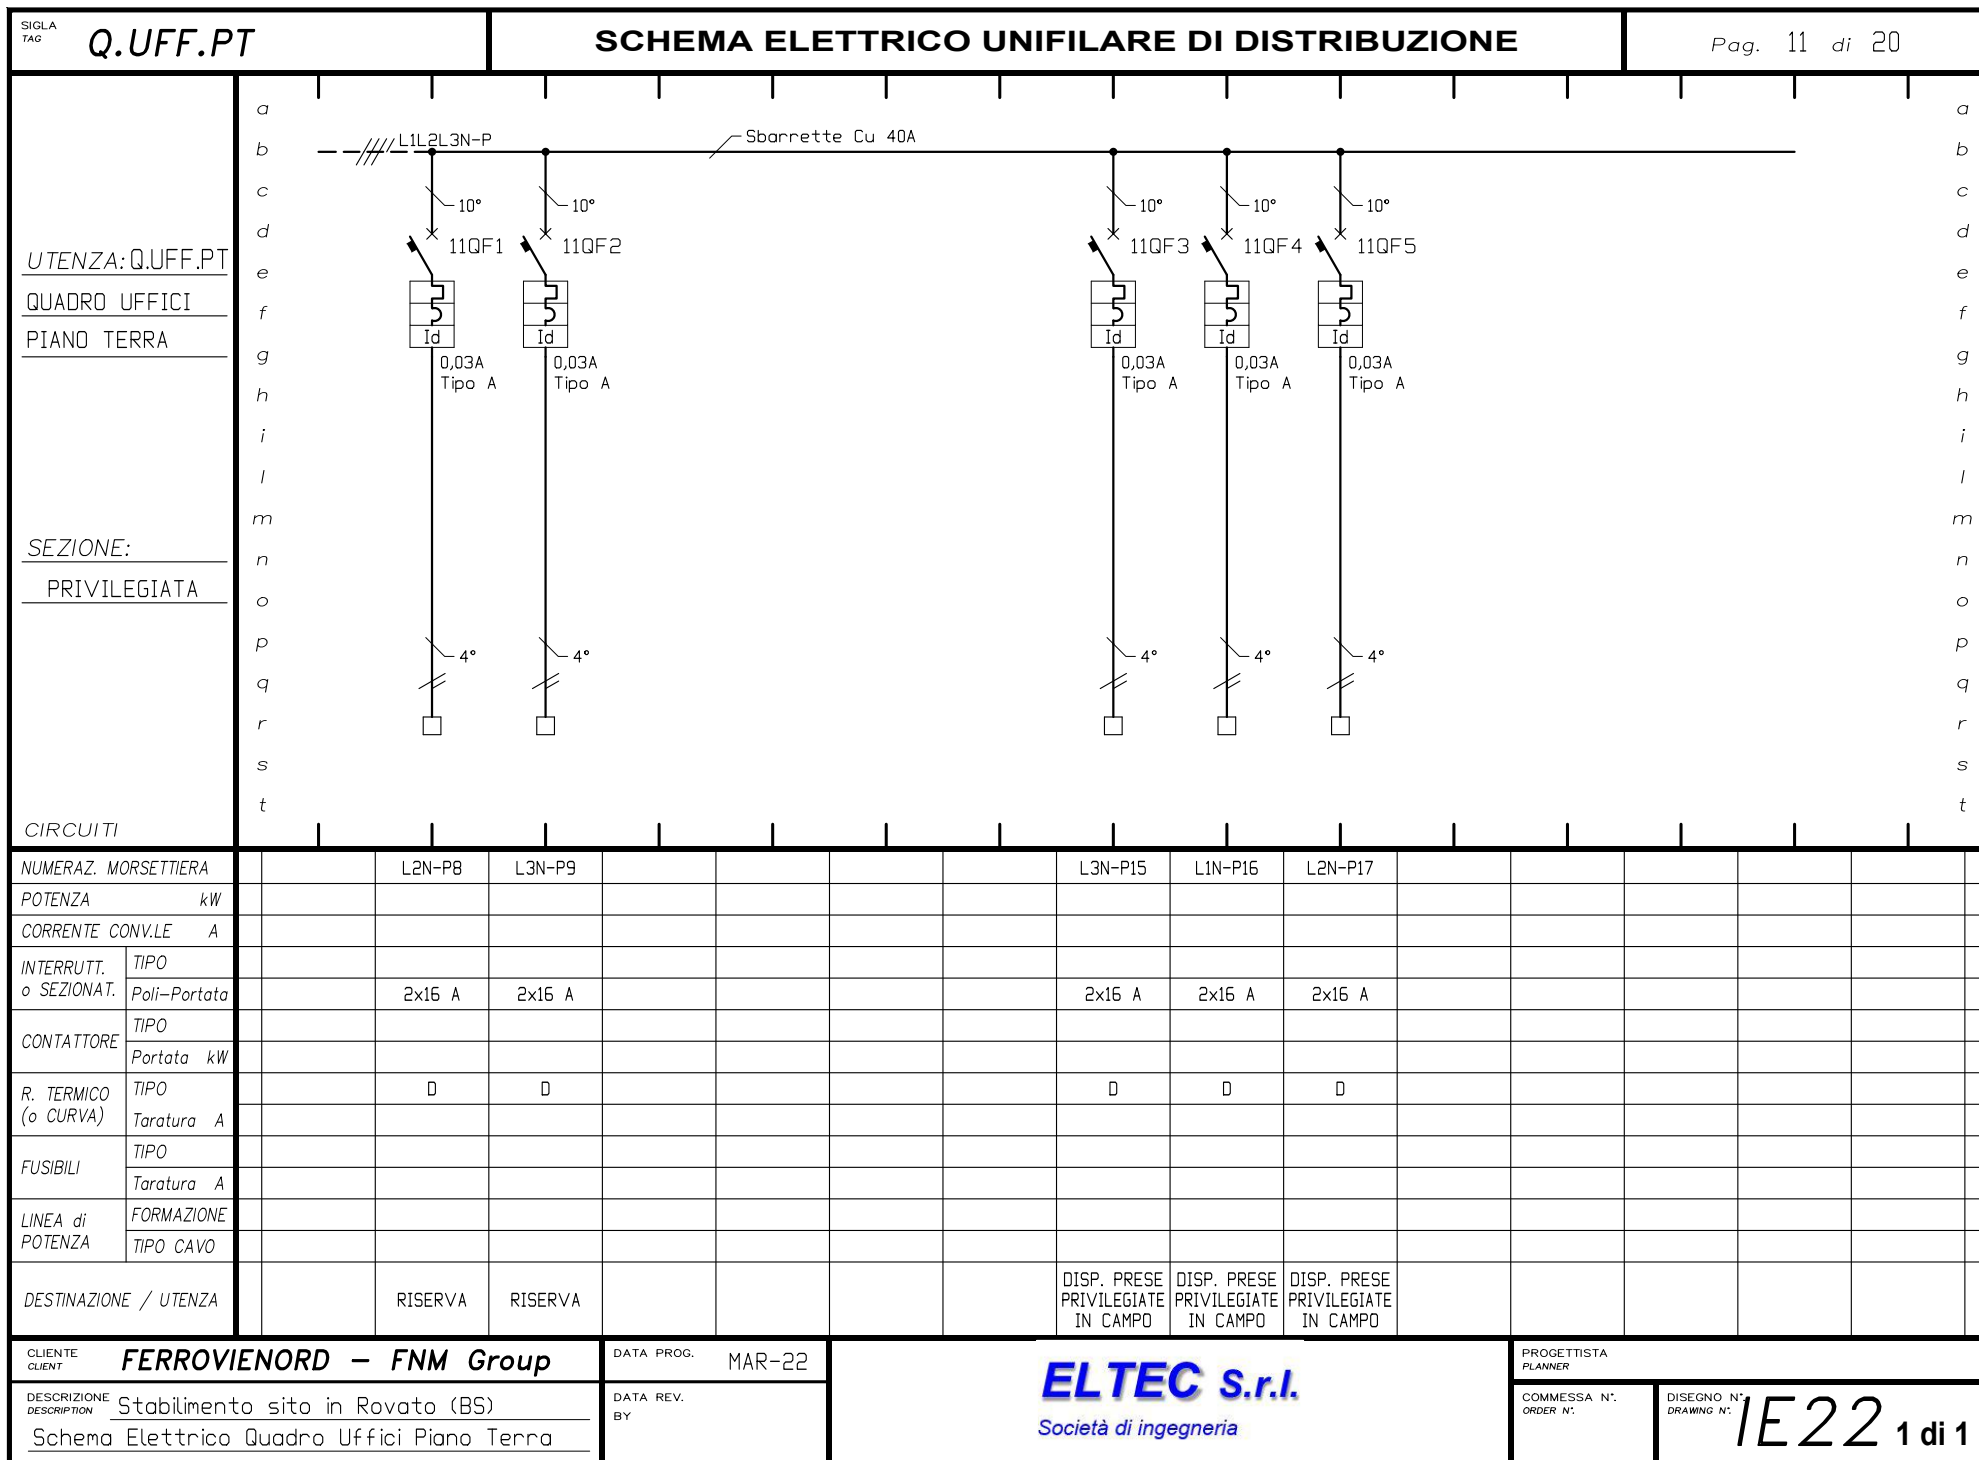 SIGLA
TAG
Q.UFF.PT
SCHEMA ELETTRICO UNIFILARE DI DISTRIBUZIONE
Pag. 11 di 20
a a
b b
c c
d d
e e
f f
g g
h h
i i
l l
m m
n n
o o
p p
q q
r r
s s
t t
L1L2L3N-P
Sbarrette Cu 40A
10° 10° 10° 10° 10°
11QF1 11QF2 11QF3 11QF4 11QF5
Id Id Id Id Id
0,03A 0,03A 0,03A 0,03A 0,03A
Tipo A Tipo A Tipo A Tipo A Tipo A
4° 4° 4° 4° 4°
UTENZA: Q.UFF.PT
QUADRO UFFICI
PIANO TERRA
SEZIONE:
PRIVILEGIATA
CIRCUITI
NUMERAZ. MORSETTIERA L2N-P8 L3N-P9 L3N-P15 L1N-P16 L2N-P17
POTENZA kW
CORRENTE CONV.LE A
INTERRUTT.
o SEZIONAT.
TIPO
Poli-Portata 2x16 A 2x16 A 2x16 A 2x16 A 2x16 A
CONTATTORE
TIPO
Portata kW
R. TERMICO
(o CURVA)
TIPO D D D D D
Taratura A
FUSIBILI
TIPO
Taratura A
LINEA di
POTENZA
FORMAZIONE
TIPO CAVO
DESTINAZIONE / UTENZA
RISERVA RISERVA
DISP. PRESE DISP. PRESE DISP. PRESE
PRIVILEGIATE PRIVILEGIATE PRIVILEGIATE
IN CAMPO IN CAMPO IN CAMPO
CLIENTE
CLIENT
FERROVIENORD - FNM Group
DESCRIZIONE
DESCRIPTION
Stabilimento sito in Rovato (BS)
Schema Elettrico Quadro Uffici Piano Terra
DATA PROG. MAR-22
DATA REV.
BY
ELTEC S.r.l.
Società di ingegneria
PROGETTISTA
PLANNER
COMMESSA N°.
ORDER N°.
DISEGNO N°.
DRAWING N°.
IE22 1 di 1